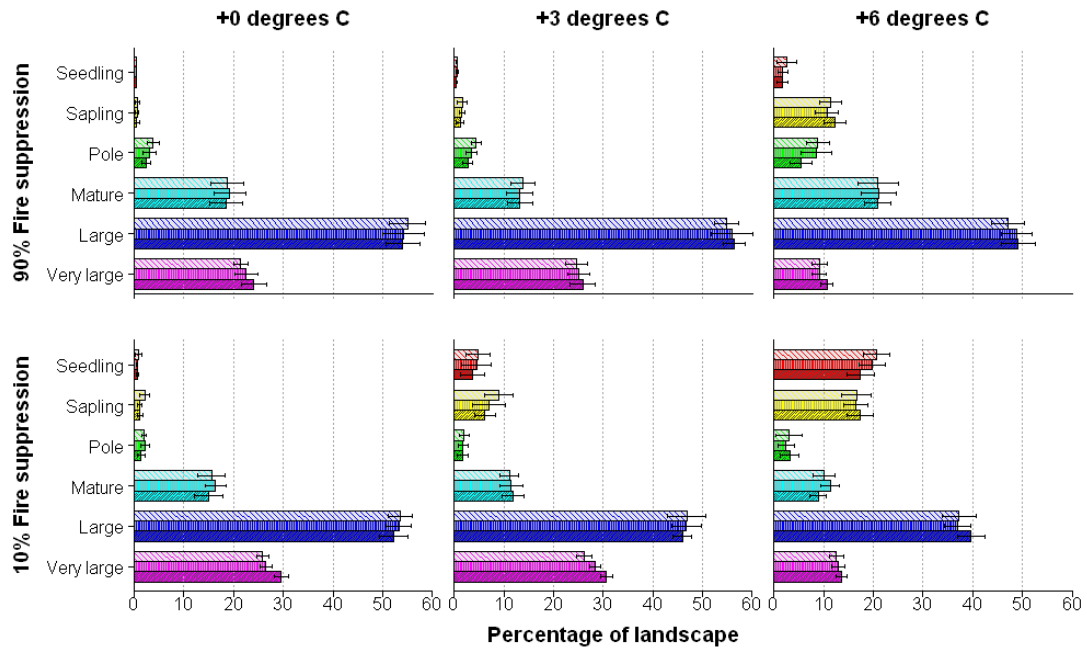 +0 degrees C +3 degrees C +6 degrees C
90% Fire suppression
Seedling
Sapling
Pole
Mature
Large
Very large
10% Fire suppression
Seedling
Sapling
Pole
Mature
Large
Very large
0 10 20 30 40 50 60 0 10 20 30 40 50 60 0 10 20 30 40 50 60
Percentage of landscape